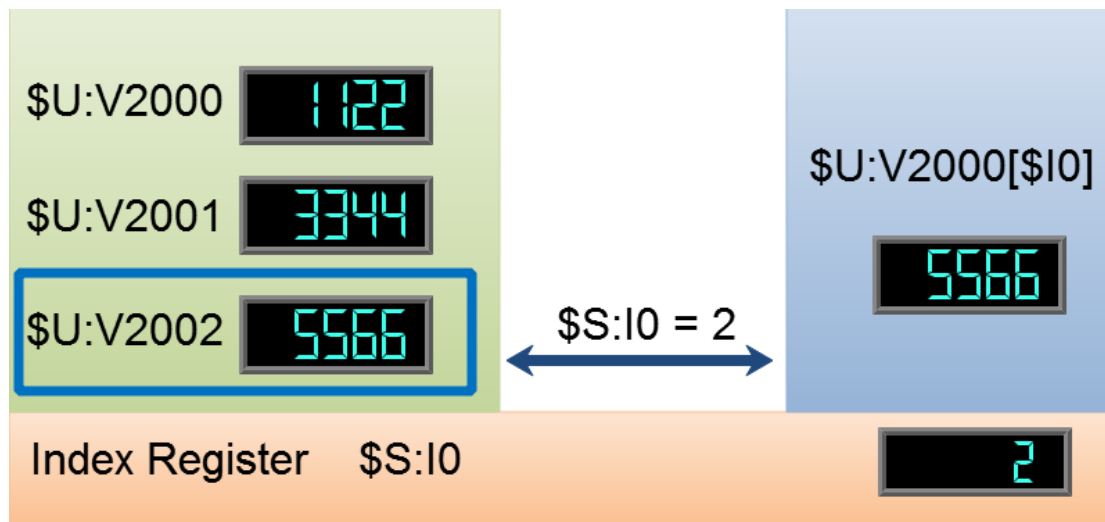 $U:V2000 1122
$U:V2001 3344
$U:V2002 5566
$S:I0 = 2
$U:V2000[$I0]
5566
Index Register $S:I0 2